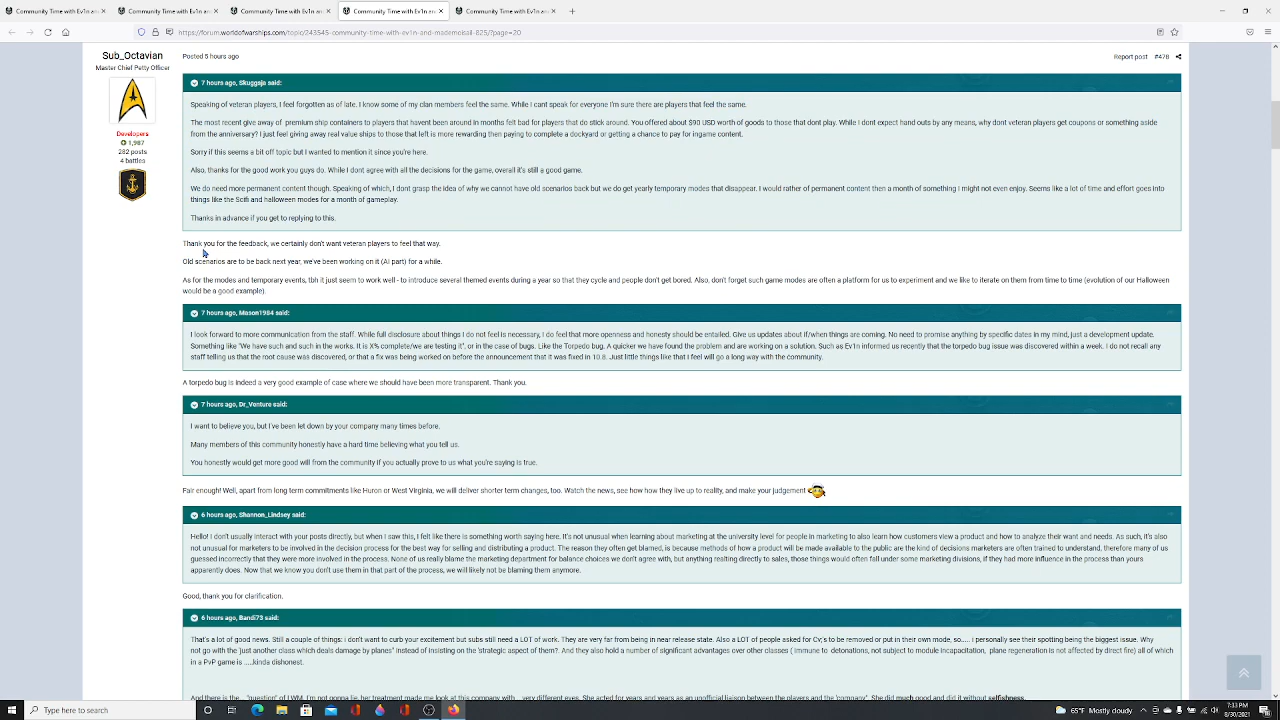 Community Time with Ev1n an
Community Time with Ev1n an
Community Time with Ev1n an
Community Time with Ev1n an
Community Time with Ev1n an
https://forum.worldofwarships.com/topic/243545-community-time-with-ev1n-and-mademoisail-825/?page=20
Sub_Octavian
Master Chief Petty Officer
Developers
1,987
282 posts
4 battles
Posted 5 hours ago
Report post #478
7 hours ago, Skuggsja said:
Speaking of veteran players, I feel forgotten as of late. I know some of my clan members feel the same. While I cant speak for everyone I'm sure there are players that feel the same.
The most recent give away of premium ship containers to players that havent been around in months felt bad for players that do stick around. You offered about $90 USD worth of goods to those that dont play. While I dont expect hand outs by any means, why dont veteran players get coupons or something aside
from the anniversary? I just feel giving away real value ships to those that left is more rewarding then paying to complete a dockyard or getting a chance to pay for ingame content.
Sorry if this seems a bit off topic but I wanted to mention it since you're here.
Also, thanks for the good work you guys do. While I dont agree with all the decisions for the game, overall it's still a good game.
We do need more permanent content though. Speaking of which, I dont grasp the idea of why we cannot have old scenarios back but we do get yearly temporary modes that disappear. I would rather of permanent content then a month of something I might not even enjoy. Seems like a lot of time and effort goes into
things like the Scifi and halloween modes for a month of gameplay.
Thanks in advance if you get to replying to this.
Thank you for the feedback, we certainly don't want veteran players to feel that way.
Old scenarios are to be back next year, we've been working on it (AI part) for a while.
As for the modes and temporary events, tbh it just seem to work well - to introduce several themed events during a year so that they cycle and people don't get bored. Also, don't forget such game modes are often a platform for us to experiment and we like to iterate on them from time to time (evolution of our Halloween
would be a good example).
7 hours ago, Mason1984 said:
I look forward to more communication from the staff. While full disclosure about things I do not feel is necessary, I do feel that more openness and honesty should be entailed. Give us updates about if/when things are coming. No need to promise anything by specific dates in my mind, just a development update.
Something like "We have such and such in the works. It is X% complete/we are testing it", or in the case of bugs. Like the Torpedo bug. A quicker we have found the problem and are working on a solution. Such as Ev1n informed us recently that the torpedo bug issue was discovered within a week. I do not recall any
staff telling us that the root cause was discovered, or that a fix was being worked on before the announcement that it was fixed in 10.8. Just little things like that I feel will go a long way with the community.
A torpedo bug is indeed a very good example of case where we should have been more transparent. Thank you.
7 hours ago, Dr_Venture said:
I want to believe you, but I've been let down by your company many times before.
Many members of this community honestly have a hard time believing what you tell us.
You honestly would get more good will from the community if you actually prove to us what you're saying is true.
Fair enough! Well, apart from long term commitments like Huron or West Virginia, we will deliver shorter term changes, too. Watch the news, see how how they live up to reality, and make your judgement
6 hours ago, Shannon_Lindsey said:
Hello! I don't usually interact with your posts directly, but when I saw this, I felt like there is something worth saying here. It's not unusual when learning about marketing at the university level for people in marketing to also learn how customers view a product and how to analyze their want and needs. As such, it's also
not unusual for marketers to be involved in the decision process for the best way for selling and distributing a product. The reason they often get blamed, is because methods of how a product will be made available to the public are the kind of decisions marketers are often trained to understand, therefore many of us
guessed incorrectly that they were more involved in the process. None of us really blame the marketing department for balance choices we don't agree with, but anything realting directly to sales, those things would often fall under some marketing divisions, if they had more influence in the process than yours
apparently does. Now that we know you don't use them in that part of the process, we will likely not be blaming them anymore.
Good, thank you for clarification.
6 hours ago, Bandi73 said:
That's a lot of good news. Still a couple of things: i don't want to curb your excitement but subs still need a LOT of work. They are very far from being in near release state. Also a LOT of people asked for Cv;'s to be removed or put in their own mode, so..... i personally see their spotting being the biggest issue. Why
not go with the "just another class which deals damage by planes" instead of insisting on the "strategic aspect of them?. And they also hold a number of significant advantages over other classes ( immune to detonations, not subject to module incapacitation, plane regeneration is not affected by direct fire) all of which
in a PvP game is .....kinda dishonest.
And there is the... "question" of LWM. I'm not gonna lie, her treatment made me look at this company with... very different eyes. She acted for years and years as an unofficial liaison between the players and the "company". She did much good and did it without selfishness.
Type here to search
65°F Mostly cloudy
7:33 PM
8/30/2021